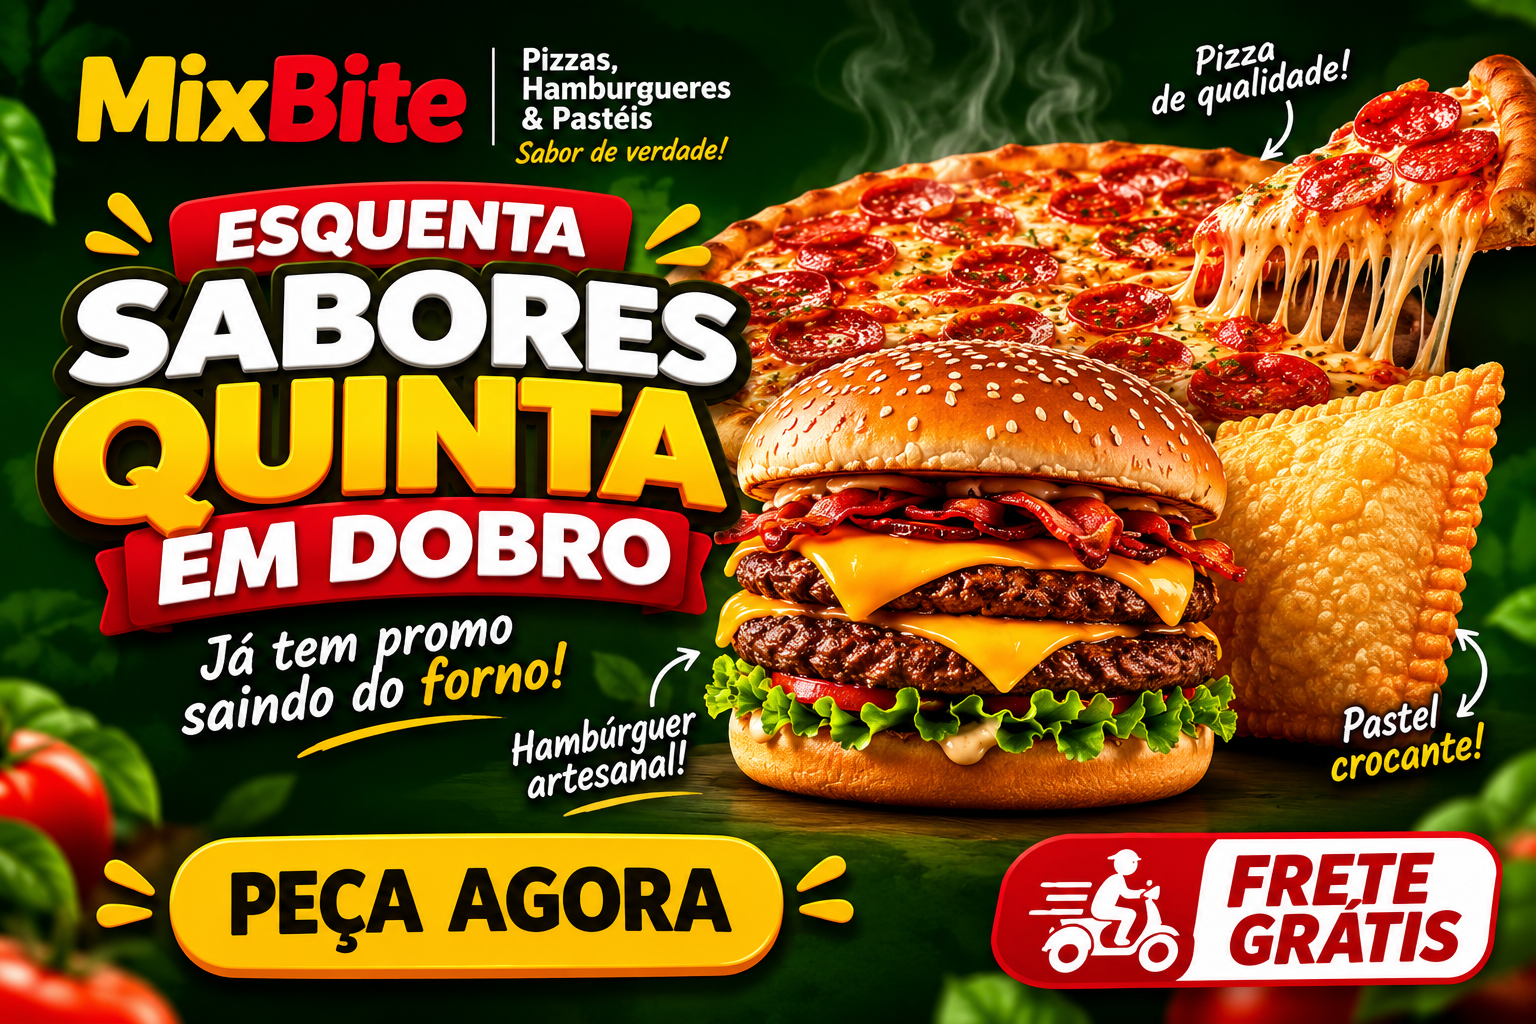 MixBite
Pizzas,
Hamburgueres
& Pastéis
Sabor de verdade!
Pizza
de qualidade!
ESQUENTA
SABORES
QUINTA
EM DOBRO
Já tem promo
saindo do forno!
Hambúrguer
artesanal!
Pastel
crocante!
PEÇA AGORA
FRETE
GRÁTIS